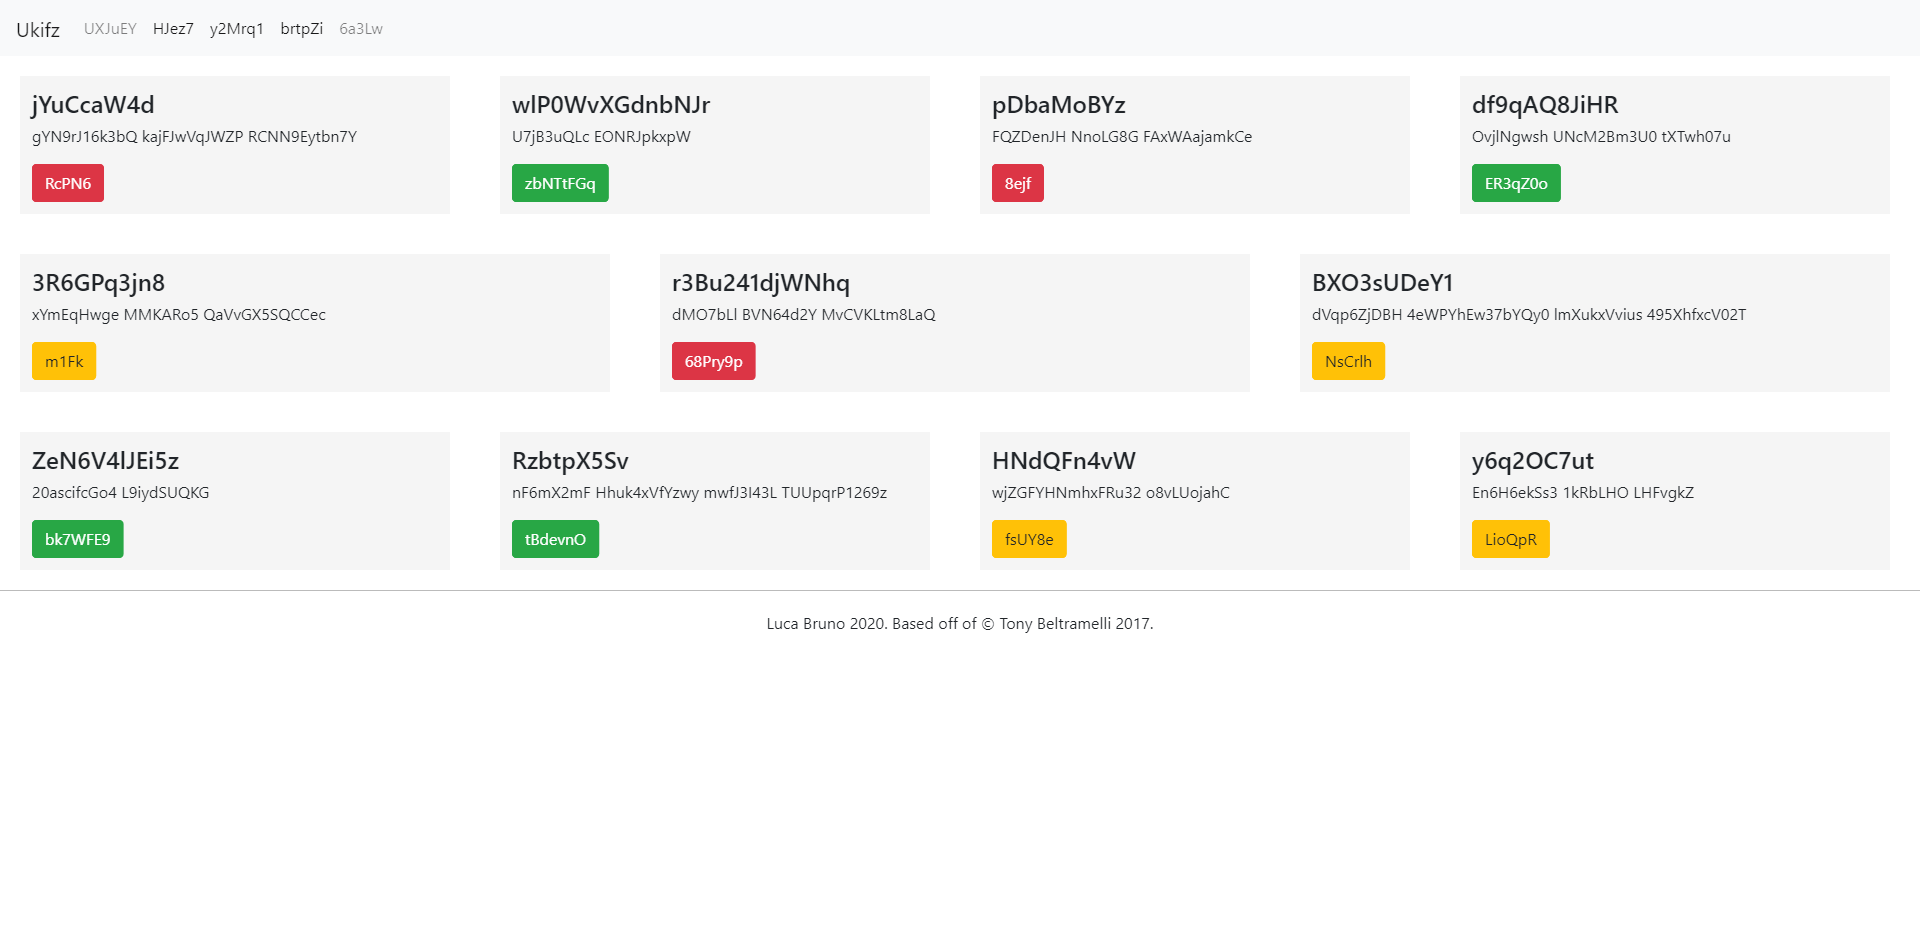 Ukifz UXJuEY HJez7 y2Mrq1 brtpZi 6a3Lw
jYuCcaW4d
gYN9rJ16k3bQ kajFJwVqJWZP RCNN9Eytbn7Y
RcPN6
wlP0WvXGdnbNJr
U7jB3uQLc EONRJpkxpW
zbNTtFGq
pDbaMoBYz
FQZDenJH NnoLG8G FAxWAajamkCe
8ejf
df9qAQ8JiHR
OvjlNgwsh UNcM2Bm3U0 tXTwh07u
ER3qZ0o
3R6GPq3jn8
xYmEqHwge MMKARo5 QaVvGX5SQCCec
m1Fk
r3Bu241djWNhq
dMO7bLl BVN64d2Y MvCVKLtm8LaQ
68Pry9p
BXO3sUDeY1
dVqp6ZjDBH 4eWPYhEw37bYQy0 lmXukxVvius 495XhfxcV02T
NsCrlh
ZeN6V4lJEi5z
20ascifcGo4 L9iydSUQKG
bk7WFE9
RzbtpX5Sv
nF6mX2mF Hhuk4xVfYzwy mwfJ3I43L TUUpqrP1269z
tBdevnO
HNdQFn4vW
wjZGFYHNmhxFRu32 o8vLUojahC
fsUY8e
y6q2OC7ut
En6H6ekSs3 1kRbLHO LHFvgkZ
LioQpR
Luca Bruno 2020. Based off of © Tony Beltramelli 2017.